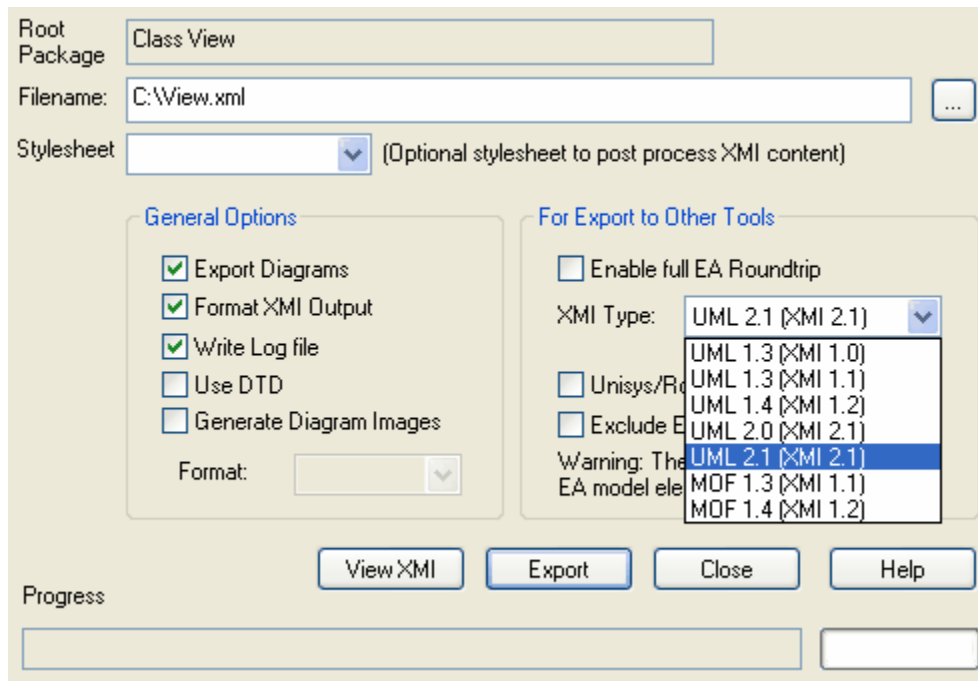 Root
Package
Class View
Filename:
C:\View.xml
...
Stylesheet
(Optional stylesheet to post process XMI content)
General Options
For Export to Other Tools
Export Diagrams
Enable full EA Roundtrip
Format XMI Output
XMI Type:
UML 2.1 (XMI 2.1)
Write Log file
UML 1.3 (XMI 1.0)
UML 1.3 (XMI 1.1)
Use DTD
Unisys/Ro
UML 1.4 (XMI 1.2)
Generate Diagram Images
Exclude E
UML 2.0 (XMI 2.1)
UML 2.1 (XMI 2.1)
Format:
Warning: The
EA model ele
MOF 1.3 (XMI 1.1)
MOF 1.4 (XMI 1.2)
View XMI
Export
Close
Help
Progress